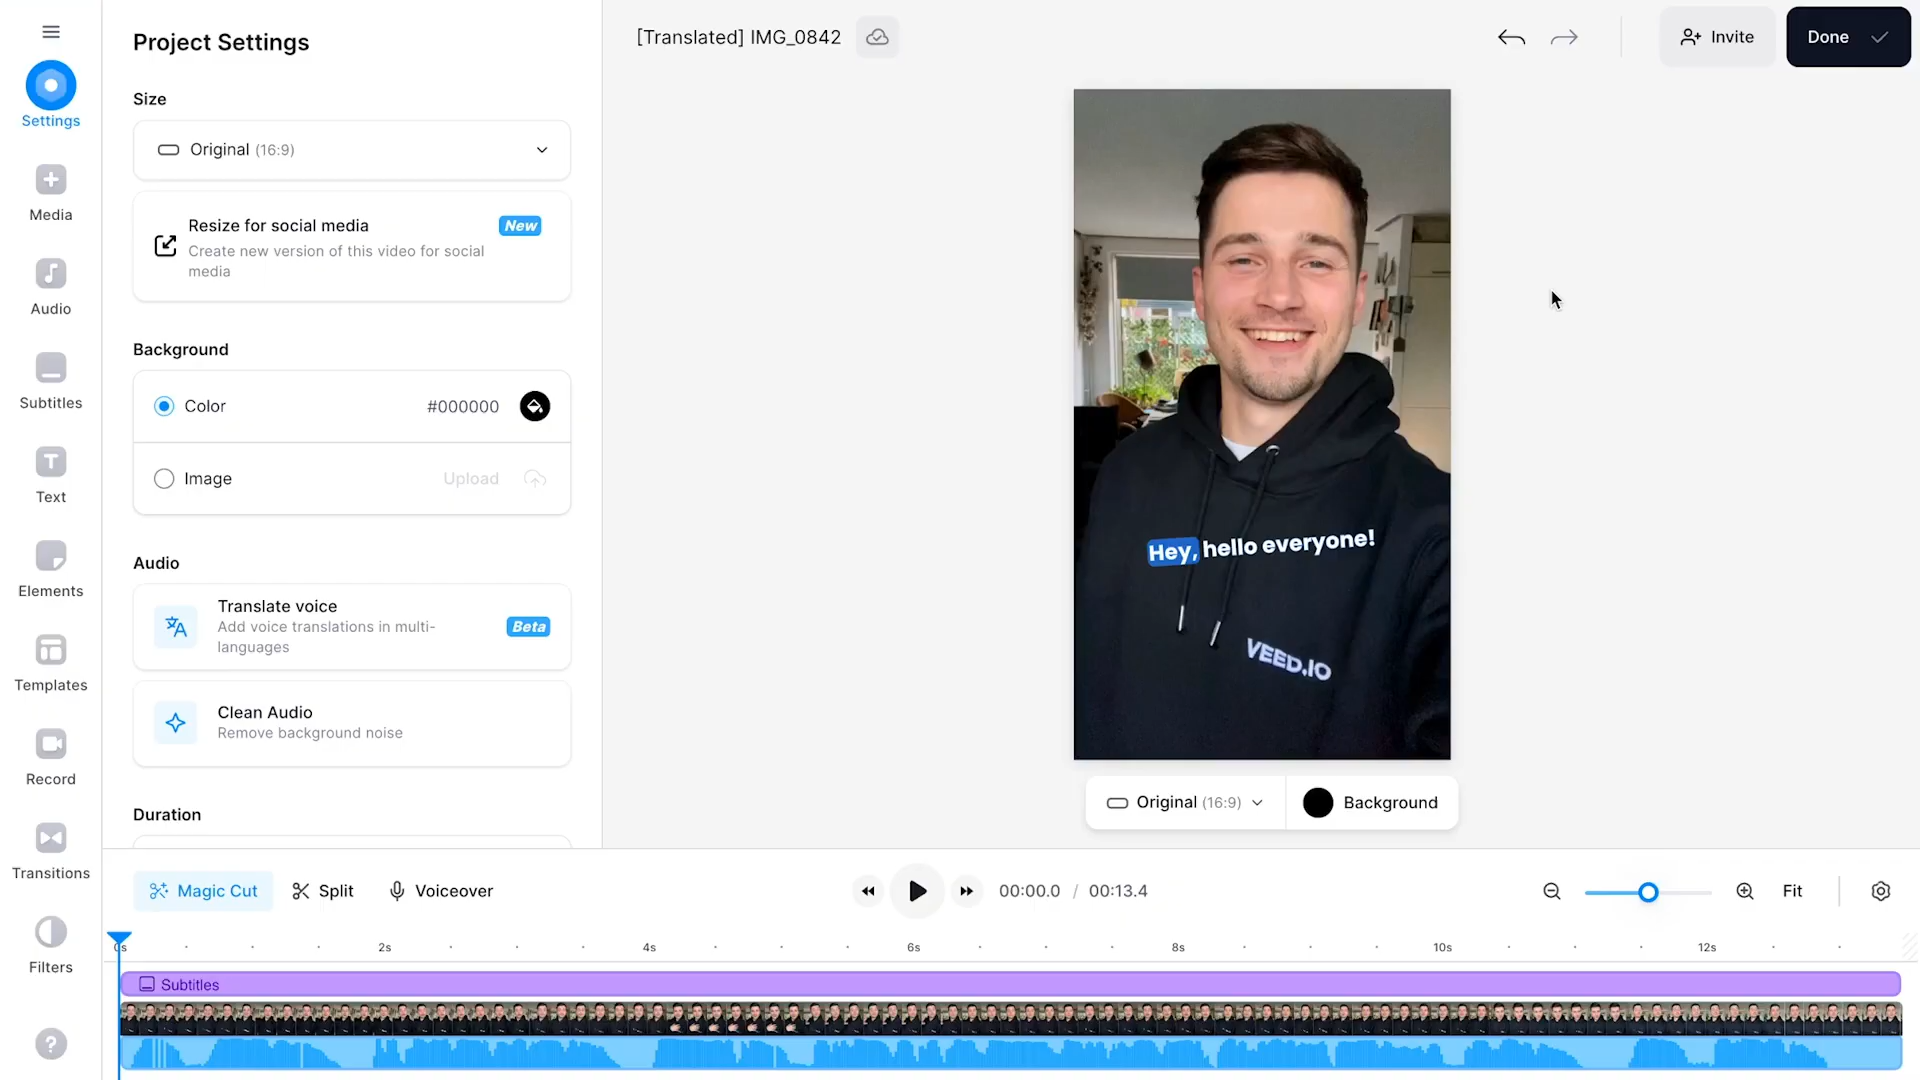 Project Settings
[Translated] IMG_0842
Invite
Done
Settings
Media
Audio
Subtitles
Text
Elements
Templates
Record
Transitions
Filters
?
Size
Original (16:9)
Resize for social media
New
Create new version of this video for social
media
Background
Color
#000000
Image
Upload
Audio
Translate voice
Add voice translations in multi-
languages
Beta
Clean Audio
Remove background noise
Duration
Hey, hello everyone!
VEED.IO
Original (16:9)
Background
Magic Cut
Split
Voiceover
00:00.0 / 00:13.4
Fit
0s 2s 4s 6s 8s 10s 12s
Subtitles